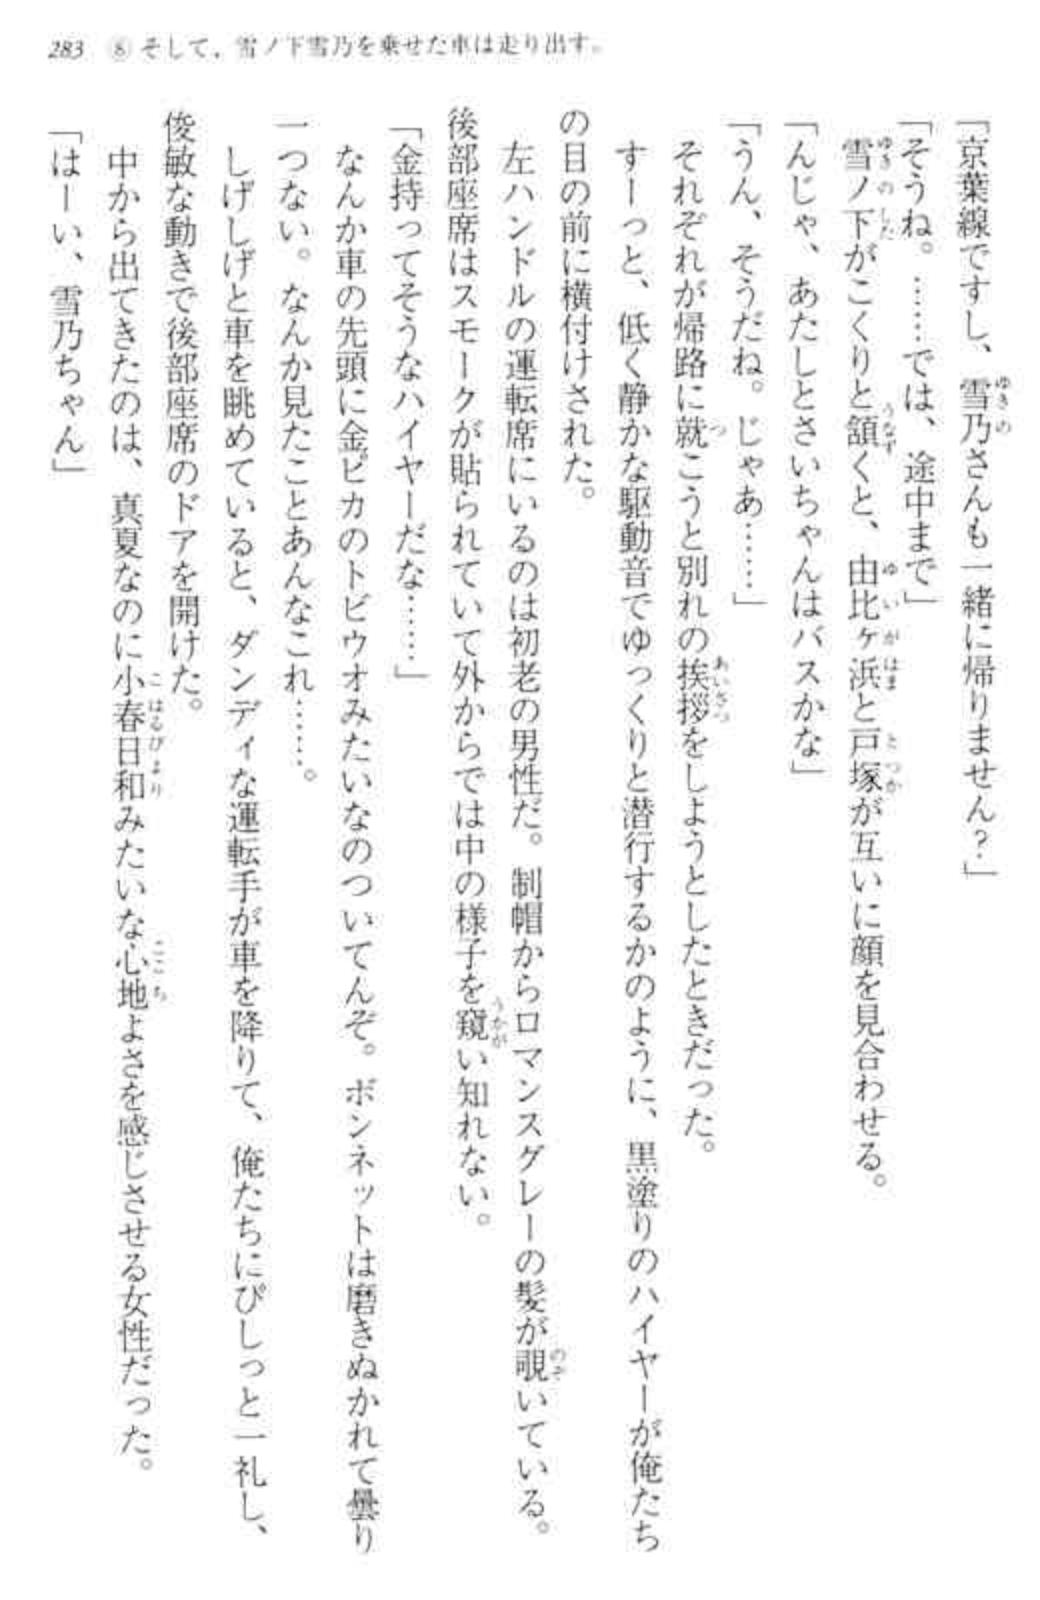 283 ⑧ そして、雪ノ下雪乃を乗せた車は走り出す。
「京葉線ですし、雪乃さんも一緒に帰りません？」
「そうね。……では、途中まで」
雪ノ下がこくりと頷くと、由比ヶ浜と戸塚が互いに顔を見合わせる。
「んじゃ、あたしとさいちゃんはバスかな」
「うん、そうだね。じゃあ……」
それぞれが帰路に就こうと別れの挨拶をしようとしたときだった。
すーっと、低く静かな駆動音でゆっくりと潜行するかのように、黒塗りのハイヤーが俺たち
の目の前に横付けされた。
左ハンドルの運転席にいるのは初老の男性だ。制帽からロマンスグレーの髪が覗いている。
後部座席はスモークが貼られていて外からでは中の様子を窺い知れない。
「金持ってそうなハイヤーだな……」
なんか車の先頭に金ピカのトビウオみたいなのついてんぞ。ボンネットは磨きぬかれて曇り
一つない。なんか見たことあんなこれ……。
しげしげと車を眺めていると、ダンディな運転手が車を降りて、俺たちにぴしっと一礼し、
俊敏な動きで後部座席のドアを開けた。
中から出てきたのは、真夏なのに小春日和みたいな心地よさを感じさせる女性だった。
「はーい、雪乃ちゃん」